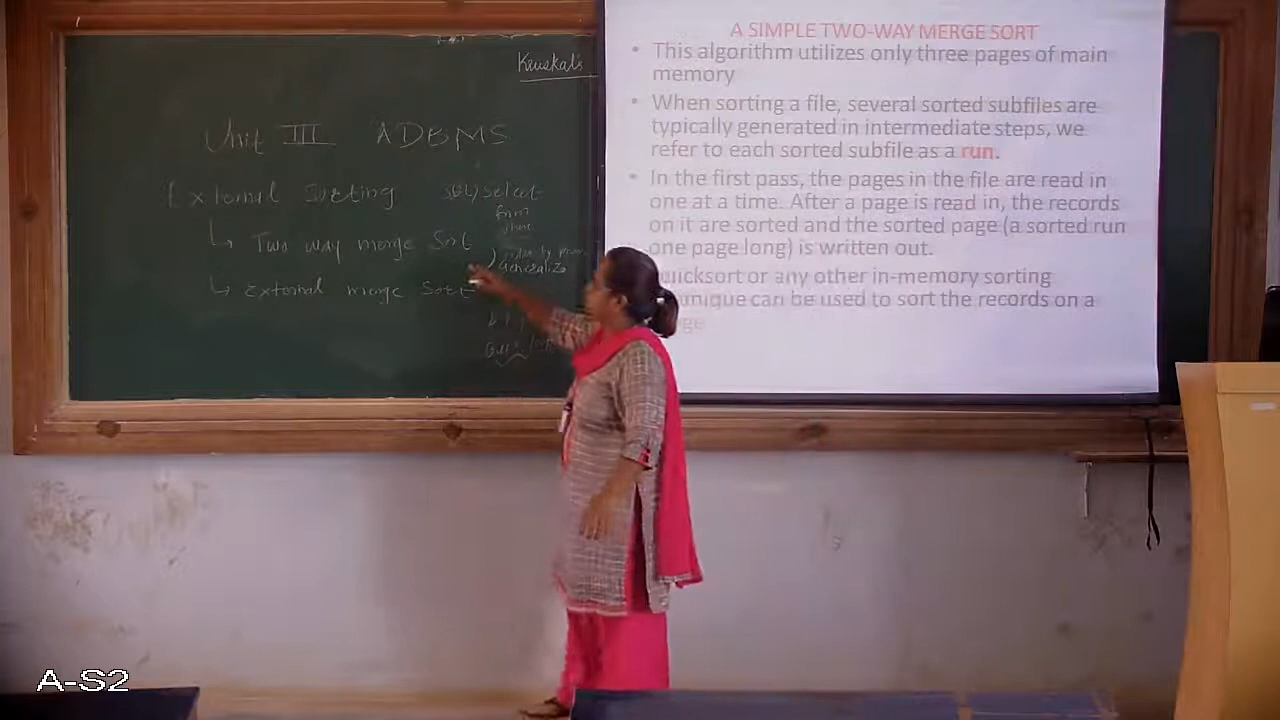 Kruskal's
Unit III ADBMS
External Sorting
Two way merge Sort
External merge Sort
select
from
A SIMPLE TWO-WAY MERGE SORT
• This algorithm utilizes only three pages of main
memory
• When sorting a file, several sorted subfiles are
typically generated in intermediate steps, we
refer to each sorted subfile as a run.
• In the first pass, the pages in the file are read in
one at a time. After a page is read in, the records
on it are sorted and the sorted page (a sorted run
one page long) is written out.
or any other in-memory sorting
can be used to sort the records on a
A-S2